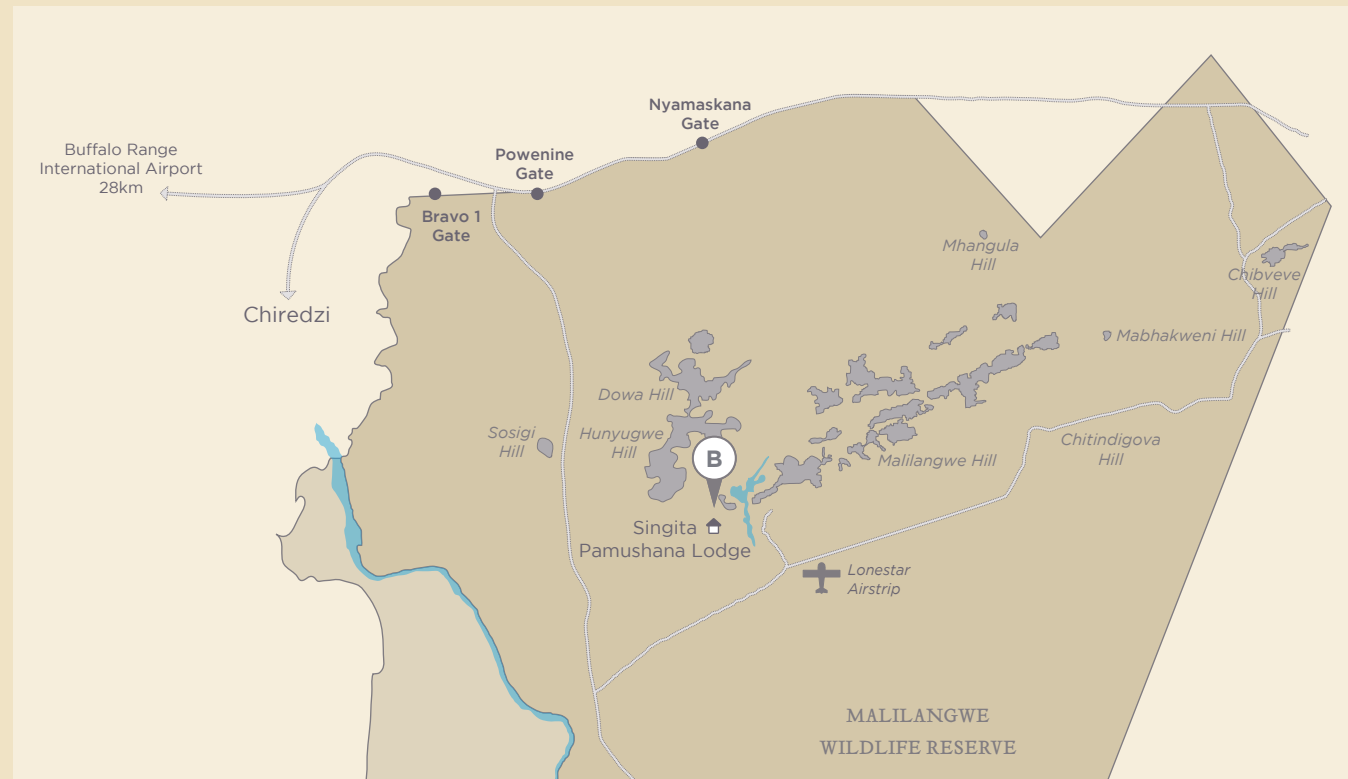 Nyamaskana
Gate
Buffalo Range
International Airport
28km
Powenine
Gate
Bravo 1
Gate
Mhangula
Hill
Chibveve
Hill
Chiredzi
Mabhakweni Hill
Dowa Hill
Sosigi
Hill
Hunyugwe
Hill
B
Malilangwe Hill
Chitindigova
Hill
Singita
Pamushana Lodge
Lonestar
Airstrip
MALILANGWE
WILDLIFE RESERVE